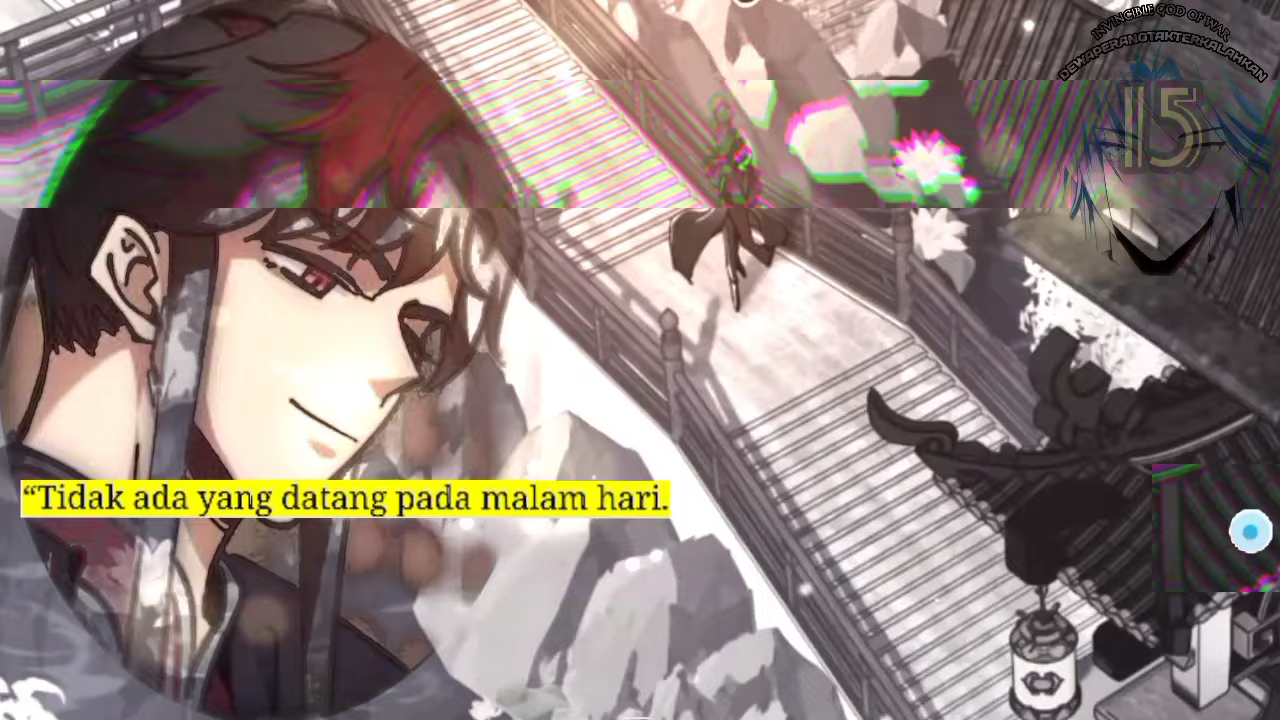 INVINCIBLE GOD OF WAR
DEWAPERANGTAKTERKALAHKAN
15
“Tidak ada yang datang pada malam hari.